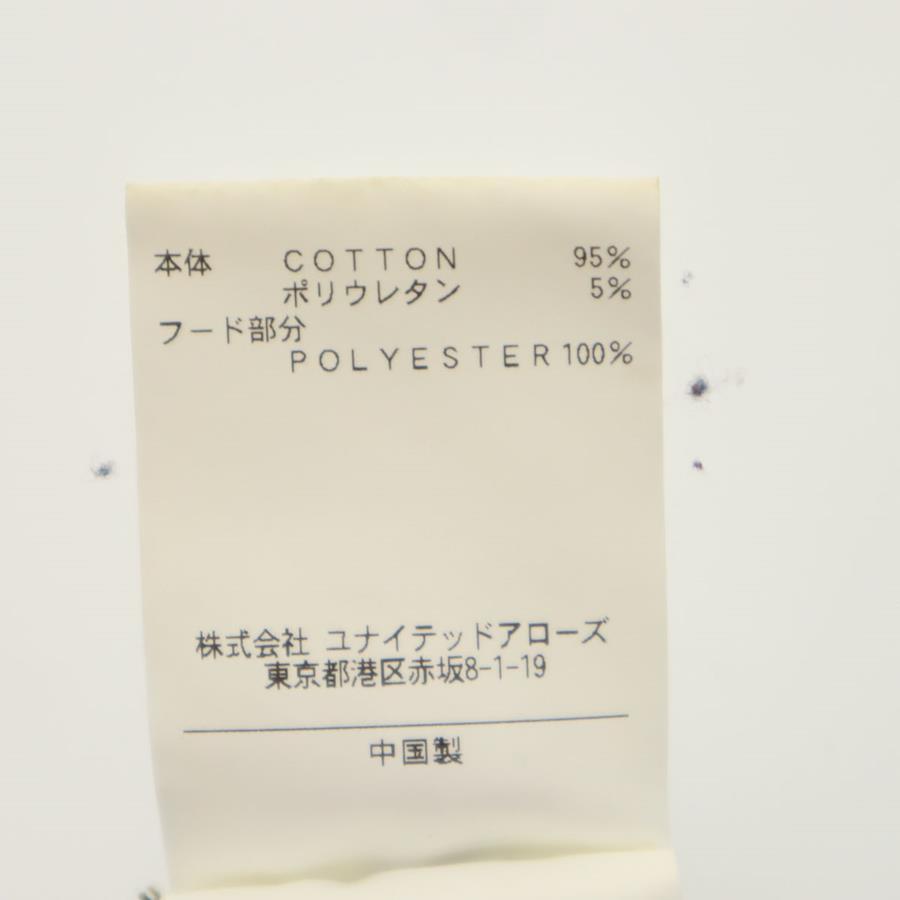 本体 COTTON 95%
ポリウレタン 5%
フード部分
POLYESTER 100%
株式会社 ユナイテッドアローズ
東京都港区赤坂8-1-19
中国製